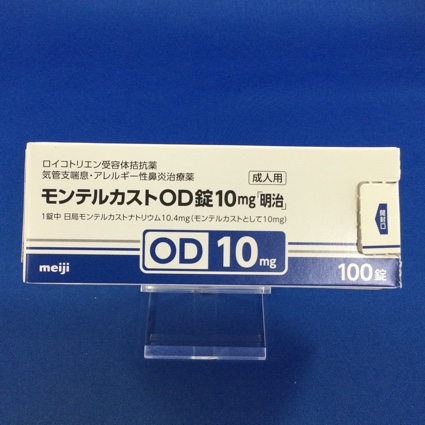 ロイコトリエン受容体拮抗薬
気管支喘息・アレルギー性鼻炎治療薬
成人用
モンテルカストOD錠10mg「明治」
1錠中 日局モンテルカストナトリウム10.4mg(モンテルカストとして10mg)
開封口
OD 10mg
meiji
100錠